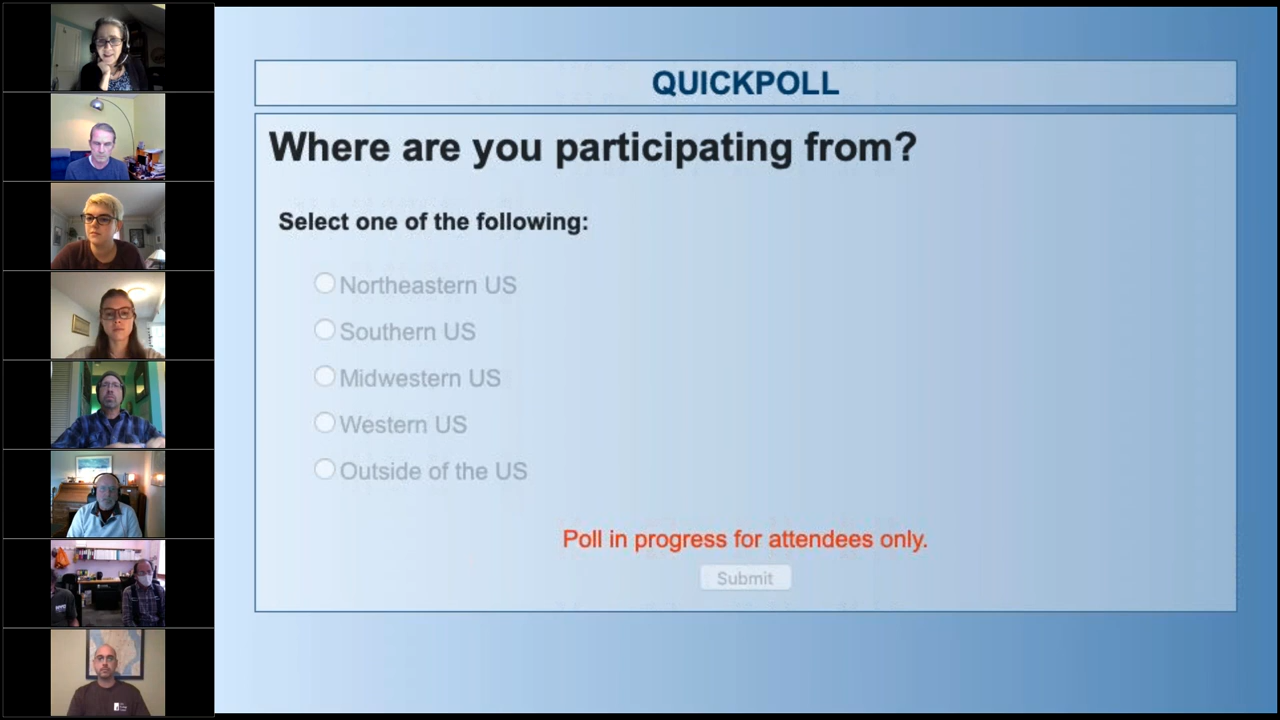 QUICKPOLL
Where are you participating from?
Select one of the following:
Northeastern US
Southern US
Midwestern US
Western US
Outside of the US
Poll in progress for attendees only.
Submit